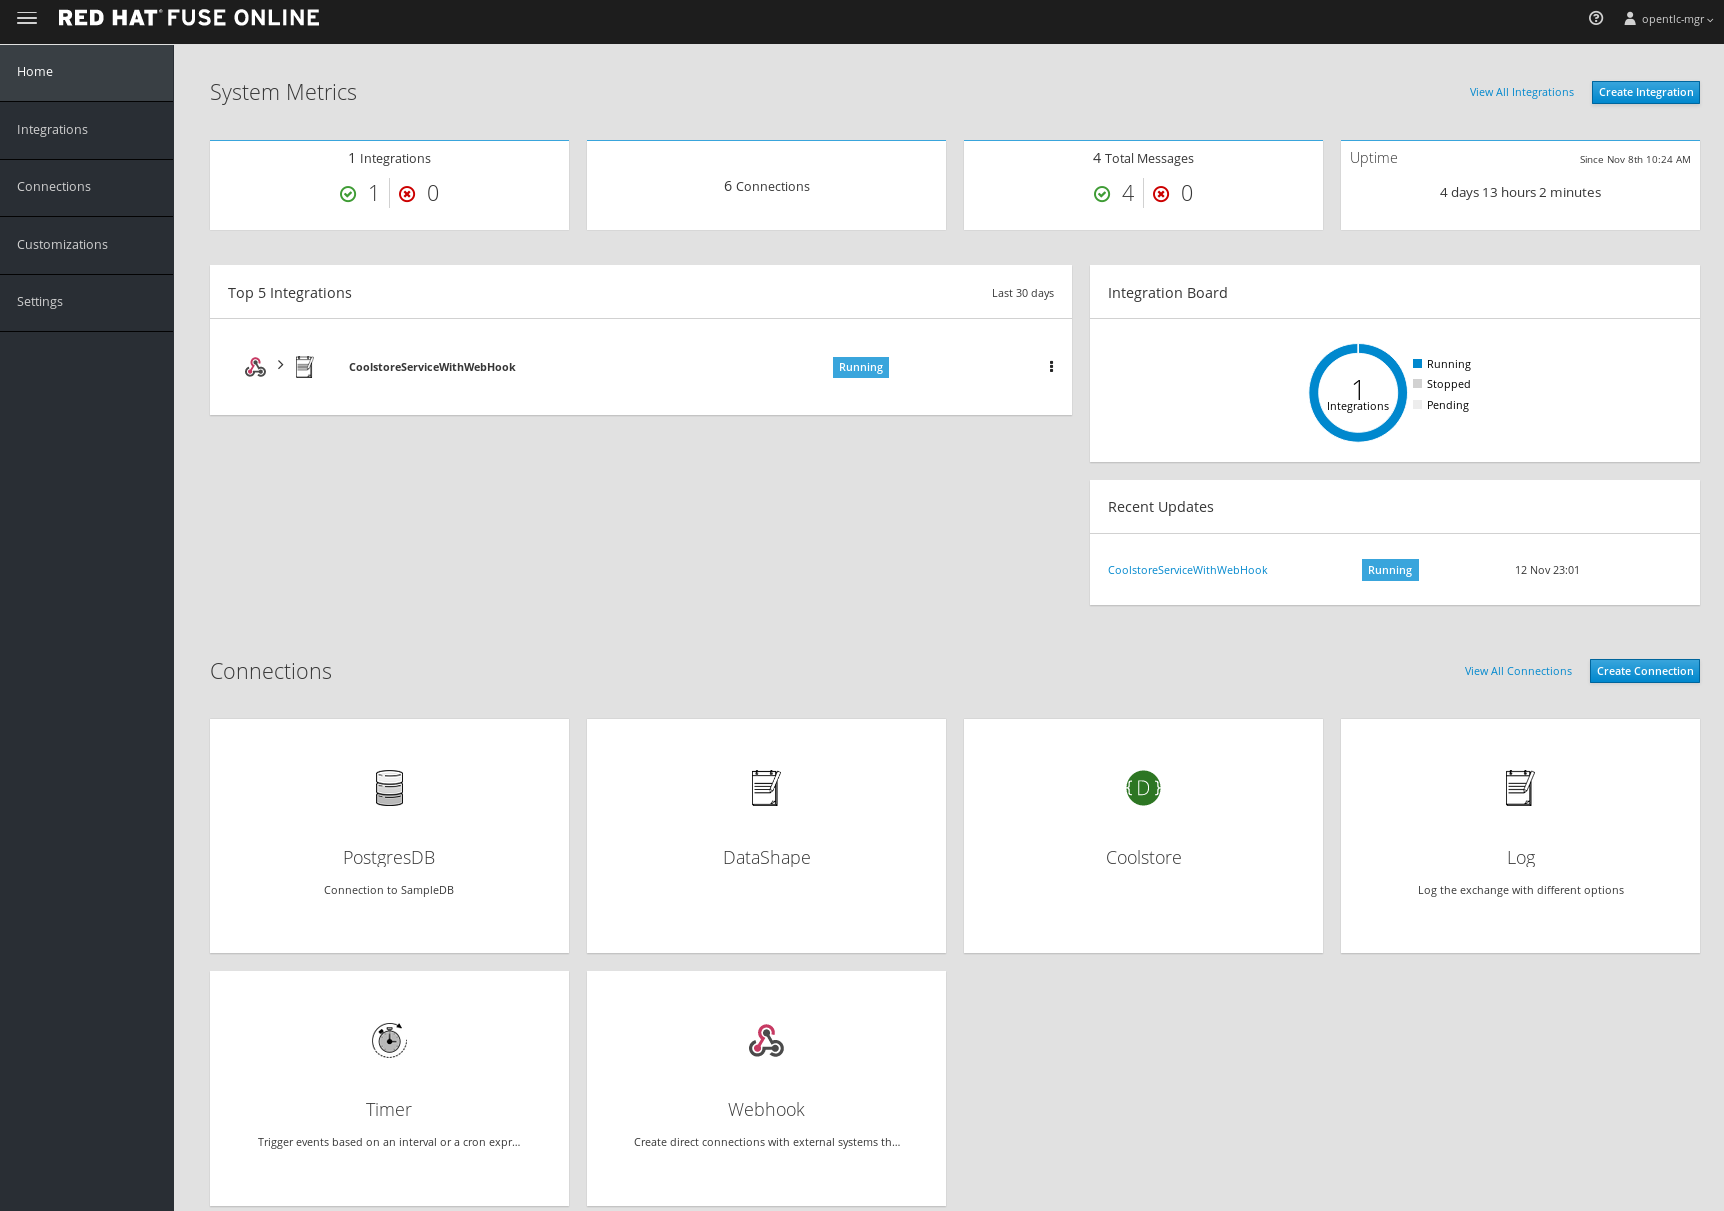 RED HAT® FUSE ONLINE
opentlc-mgr
Home
Integrations
Connections
Customizations
Settings
System Metrics
View All Integrations
Create Integration
1 Integrations
1 0
6 Connections
4 Total Messages
4 0
Uptime
Since Nov 8th 10:24 AM
4 days 13 hours 2 minutes
Top 5 Integrations
Last 30 days
CoolstoreServiceWithWebHook
Running
Integration Board
1
Integrations
Running
Stopped
Pending
Recent Updates
CoolstoreServiceWithWebHook
Running
12 Nov 23:01
Connections
View All Connections
Create Connection
PostgresDB
Connection to SampleDB
DataShape
{D}
Coolstore
Log
Log the exchange with different options
Timer
Trigger events based on an interval or a cron expr...
Webhook
Create direct connections with external systems th...